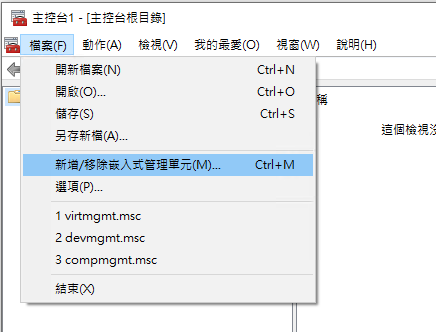 主控台1 - [主控台根目錄]
檔案(F) 動作(A) 檢視(V) 我的最愛(O) 視窗(W) 說明(H)
開新檔案(N) Ctrl+N
開啟(O)... Ctrl+O
儲存(S) Ctrl+S
另存新檔(A)...
新增/移除嵌入式管理單元(M)... Ctrl+M
選項(P)...
1 virtmgmt.msc
2 devmgmt.msc
3 compmgmt.msc
結束(X)
稱
這個檢視沒